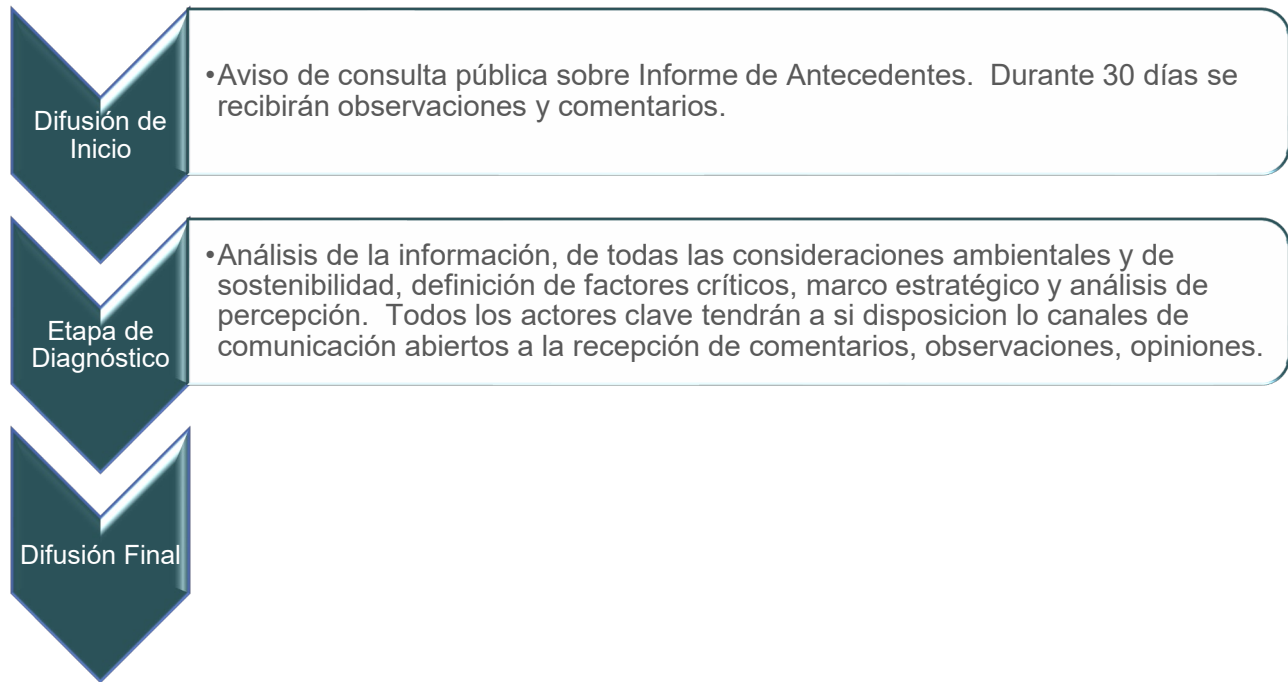 Difusión de
Inicio
•Aviso de consulta pública sobre Informe de Antecedentes. Durante 30 días se
recibirán observaciones y comentarios.
Etapa de
Diagnóstico
•Análisis de la información, de todas las consideraciones ambientales y de
sostenibilidad, definición de factores críticos, marco estratégico y análisis de
percepción. Todos los actores clave tendrán a si disposicion lo canales de
comunicación abiertos a la recepción de comentarios, observaciones, opiniones.
Difusión Final